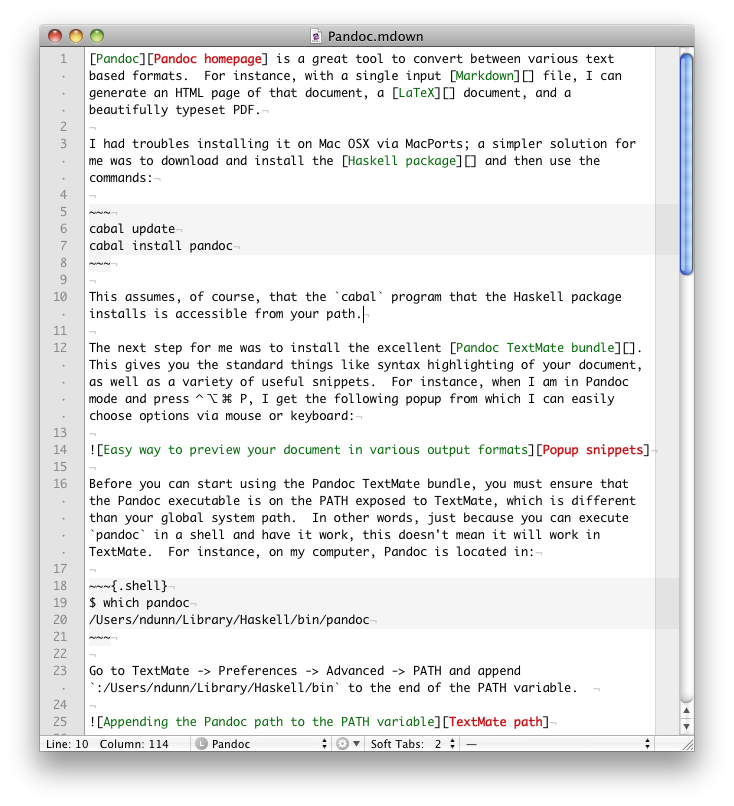 Pandoc.mdown
1 [Pandoc][Pandoc homepage] is a great tool to convert between various text
· based formats.  For instance, with a single input [Markdown][] file, I can
· generate an HTML page of that document, a [LaTeX][] document, and a
· beautifully typeset PDF.¬
2 ¬
3 I had troubles installing it on Mac OSX via MacPorts; a simpler solution for
· me was to download and install the [Haskell package][] and then use the
· commands:¬
4 ¬
5 ~~~¬
6 cabal update¬
7 cabal install pandoc¬
8 ~~~¬
9 ¬
10 This assumes, of course, that the `cabal` program that the Haskell package
· installs is accessible from your path.¬
11 ¬
12 The next step for me was to install the excellent [Pandoc TextMate bundle][].
· This gives you the standard things like syntax highlighting of your document,
· as well as a variety of useful snippets.  For instance, when I am in Pandoc
· mode and press ^⌥⌘ P, I get the following popup from which I can easily
· choose options via mouse or keyboard:¬
13 ¬
14 ![Easy way to preview your document in various output formats][Popup snippets]¬
15 ¬
16 Before you can start using the Pandoc TextMate bundle, you must ensure that
· the Pandoc executable is on the PATH exposed to TextMate, which is different
· than your global system path.  In other words, just because you can execute
· `pandoc` in a shell and have it work, this doesn't mean it will work in
· TextMate.  For instance, on my computer, Pandoc is located in:¬
17 ¬
18 ~~~{.shell}¬
19 $ which pandoc¬
20 /Users/ndunn/Library/Haskell/bin/pandoc¬
21 ~~~¬
22 ¬
23 Go to TextMate -> Preferences -> Advanced -> PATH and append
· `:/Users/ndunn/Library/Haskell/bin` to the end of the PATH variable.  ¬
24 ¬
25 ![Appending the Pandoc path to the PATH variable][TextMate path]¬
Line: 10 Column: 114 L Pandoc Soft Tabs: 2 —